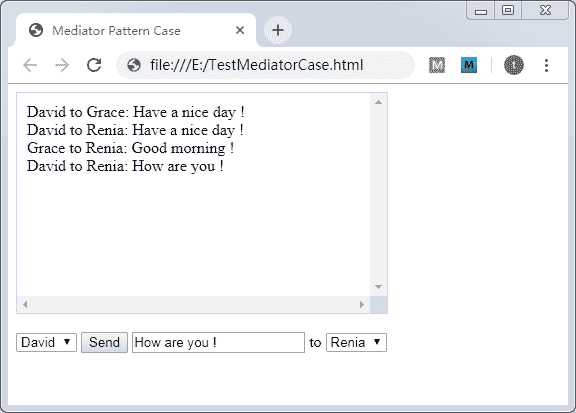 Mediator Pattern Case
file:///E:/TestMediatorCase.html
M
M
t
David to Grace: Have a nice day !
David to Renia: Have a nice day !
Grace to Renia: Good morning !
David to Renia: How are you !
David Send How are you ! to Renia